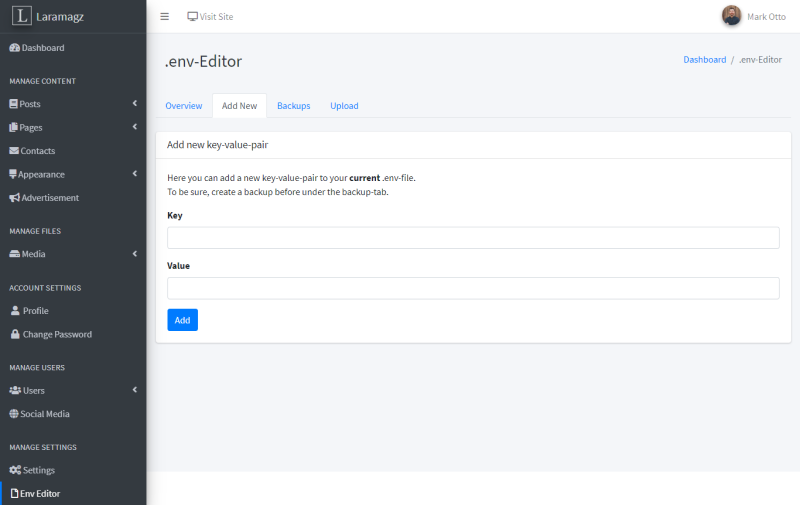 L Laramagz
Visit Site
Mark Otto
Dashboard
MANAGE CONTENT
Posts
Pages
Contacts
Appearance
Advertisement
MANAGE FILES
Media
ACCOUNT SETTINGS
Profile
Change Password
MANAGE USERS
Users
Social Media
MANAGE SETTINGS
Settings
Env Editor
.env-Editor
Dashboard / .env-Editor
Overview Add New Backups Upload
Add new key-value-pair
Here you can add a new key-value-pair to your current .env-file.
To be sure, create a backup before under the backup-tab.
Key
Value
Add